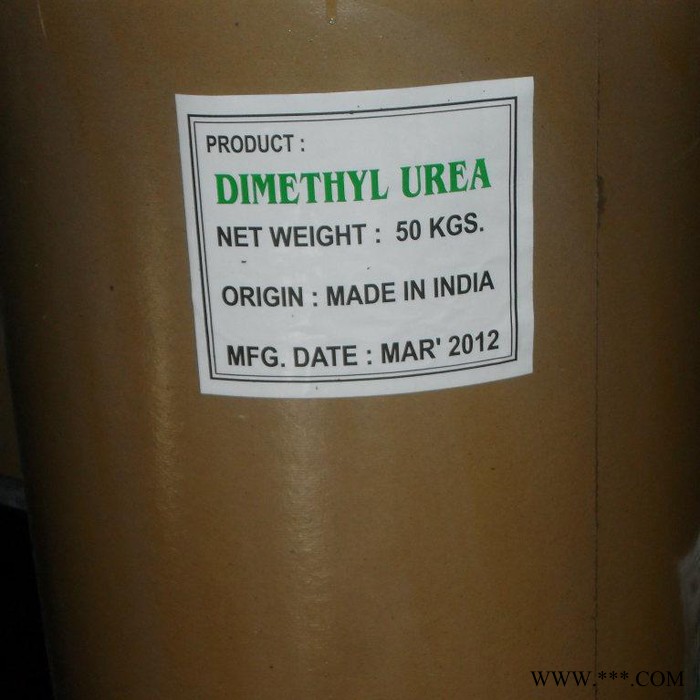 PRODUCT :
DIMETHYL UREA
NET WEIGHT : 50 KGS.
ORIGIN : MADE IN INDIA
MFG. DATE : MAR' 2012
WWW.***.COM